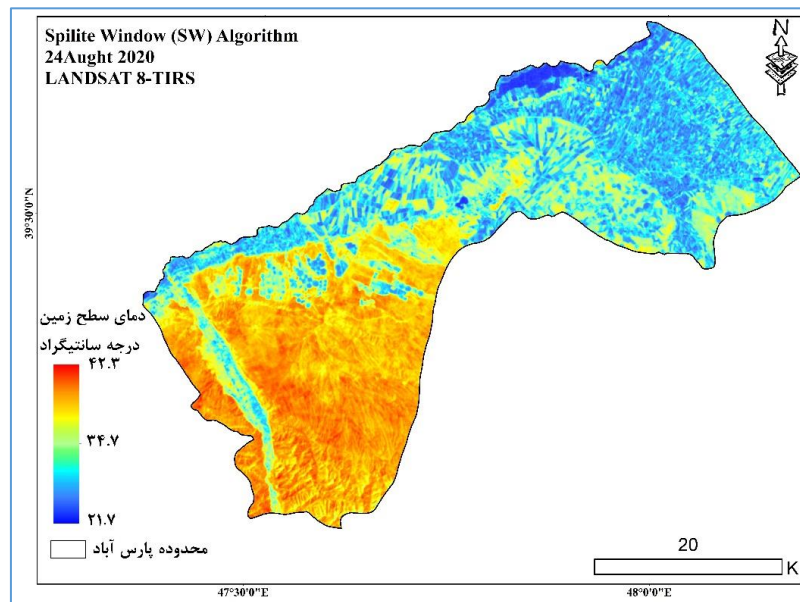 Spilite Window (SW) Algorithm
24Aught 2020
LANDSAT 8-TIRS
N
39°30'0"N
دمای سطح زمین
درجه سانتیگراد
۴۲.۳
۳۴.۷
۲۱.۷
محدوده پارس آباد
20
K
47°30'0"E
48°0'0"E